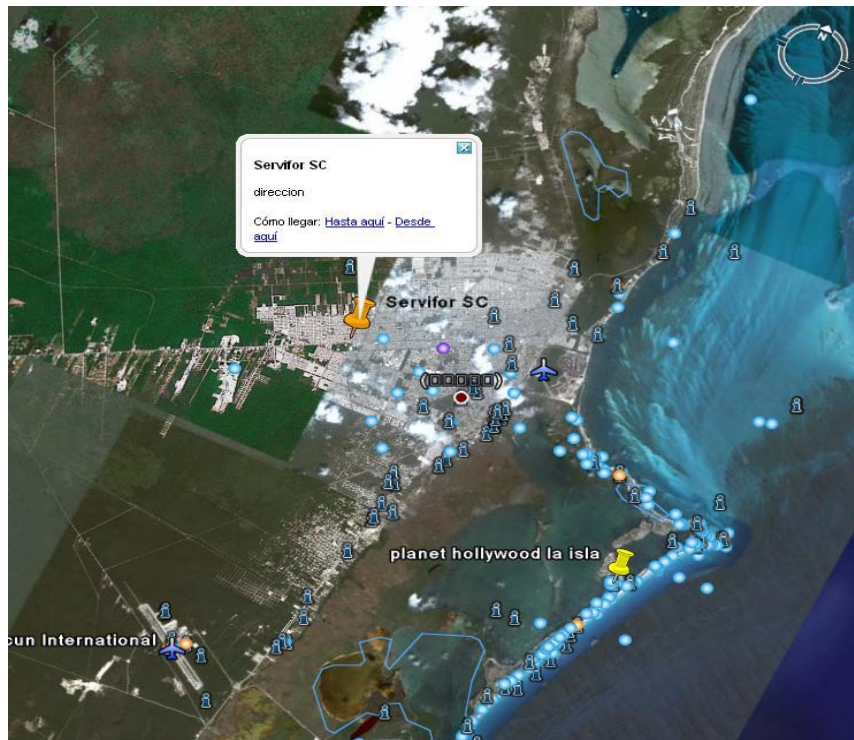 N
Servifor SC
direccion
Cómo llegar: Hasta aquí - Desde
aquí
Servifor SC
planet hollywood la isla
cun International